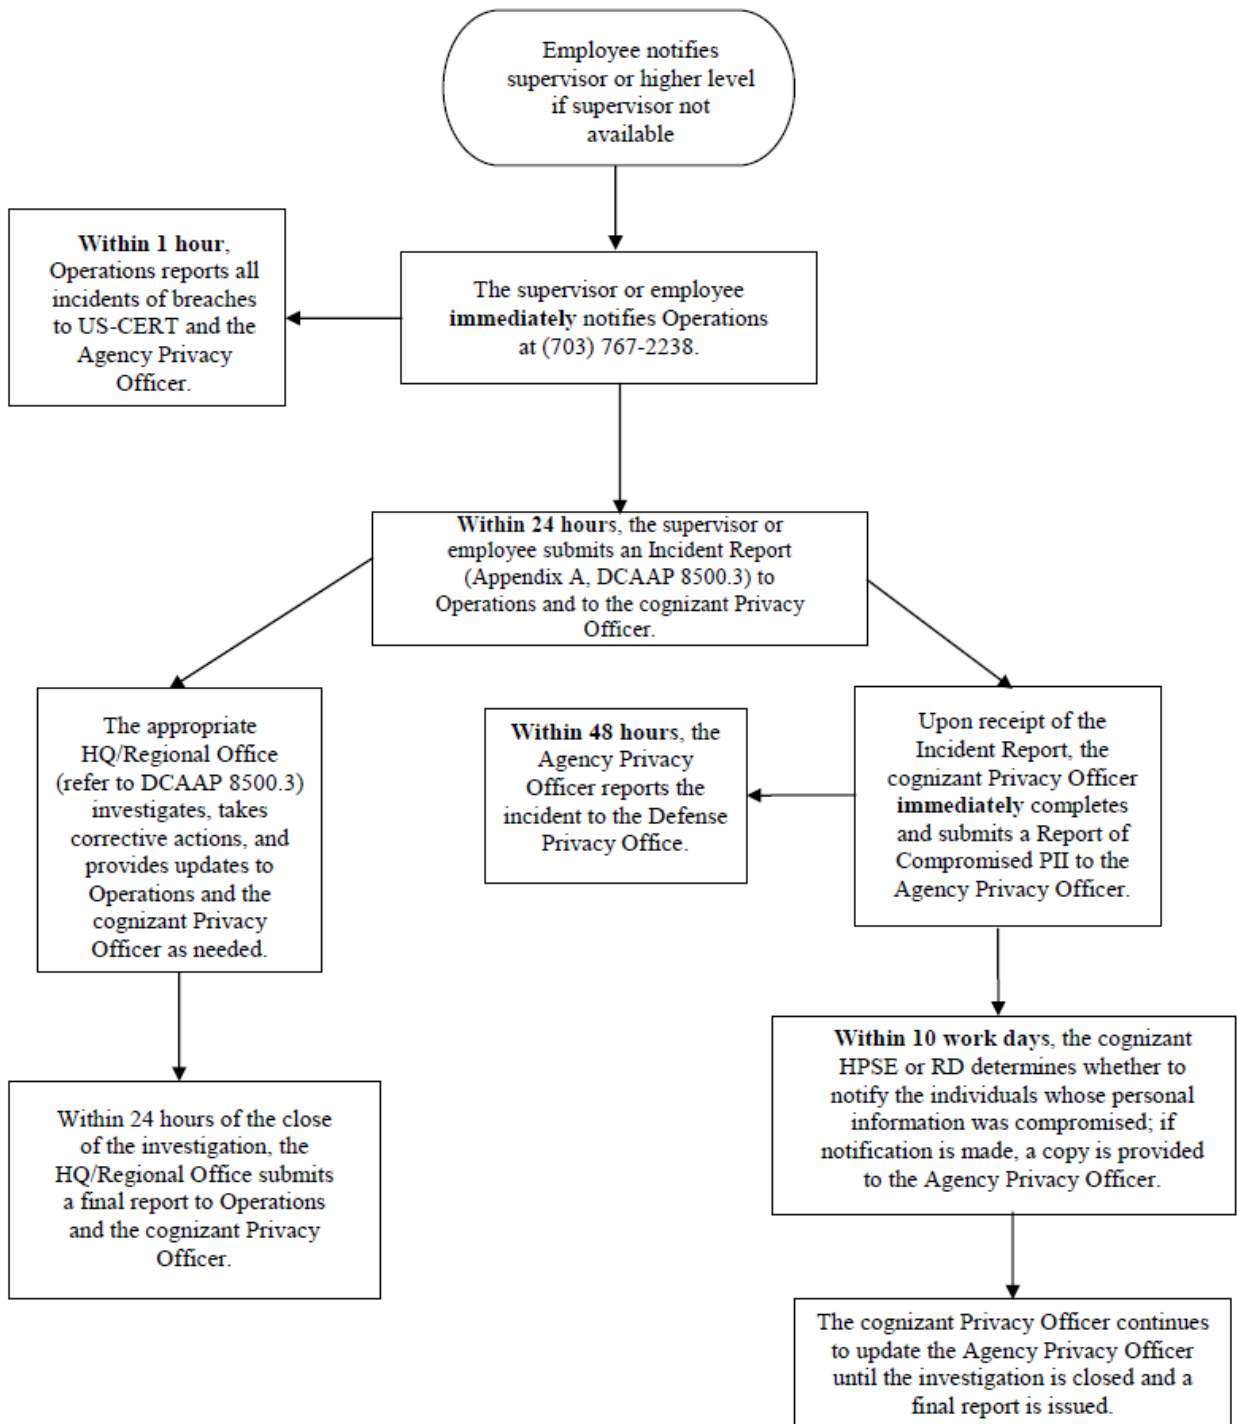 Employee notifies
supervisor or higher level
if supervisor not
available
Within 1 hour,
Operations reports all
incidents of breaches
to US-CERT and the
Agency Privacy
Officer.
The supervisor or employee
immediately notifies Operations
at (703) 767-2238.
Within 24 hours, the supervisor or
employee submits an Incident Report
(Appendix A, DCAAP 8500.3) to
Operations and to the cognizant Privacy
Officer.
The appropriate
HQ/Regional Office
(refer to DCAAP 8500.3)
investigates, takes
corrective actions, and
provides updates to
Operations and the
cognizant Privacy
Officer as needed.
Within 48 hours, the
Agency Privacy
Officer reports the
incident to the Defense
Privacy Office.
Upon receipt of the
Incident Report, the
cognizant Privacy Officer
immediately completes
and submits a Report of
Compromised PII to the
Agency Privacy Officer.
Within 24 hours of the close
of the investigation, the
HQ/Regional Office submits
a final report to Operations
and the cognizant Privacy
Officer.
Within 10 work days, the cognizant
HPSE or RD determines whether to
notify the individuals whose personal
information was compromised; if
notification is made, a copy is provided
to the Agency Privacy Officer.
The cognizant Privacy Officer continues
to update the Agency Privacy Officer
until the investigation is closed and a
final report is issued.